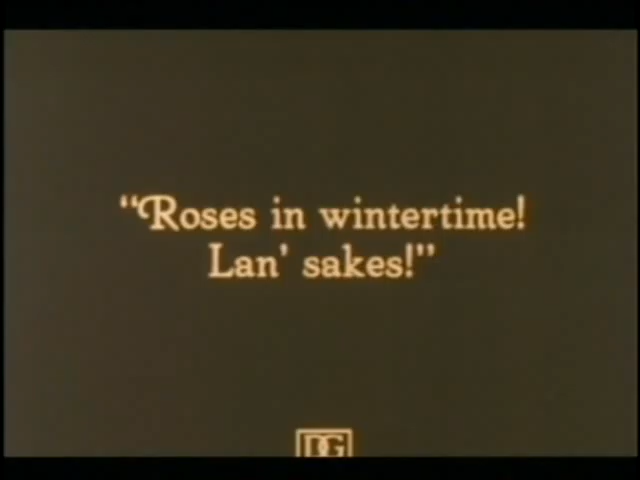 “Roses in wintertime!
Lan’ sakes!”
DG